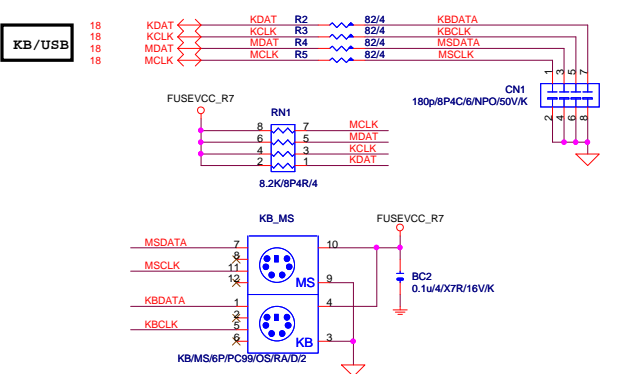 KB/USB
18 KDAT KDAT R2 82/4 KBDATA
18 KCLK KCLK R3 82/4 KBCLK
18 MDAT MDAT R4 82/4 MSDATA
18 MCLK MCLK R5 82/4 MSCLK
1 3 5 7
CN1
180p/8P4C/6/NPO/50V/K
2 4 6 8
FUSEVCC_R7
RN1
8 7 MCLK
6 5 MDAT
4 3 KCLK
2 1 KDAT
8.2K/8P4R/4
KB_MS
FUSEVCC_R7
MSDATA 7 10
8
MSCLK 11 9
12 MS
BC2
0.1u/4/X7R/16V/K
KBDATA 1 4
2
KBCLK 5 3
6 KB
KB/MS/6P/PC99/OS/RA/D/2